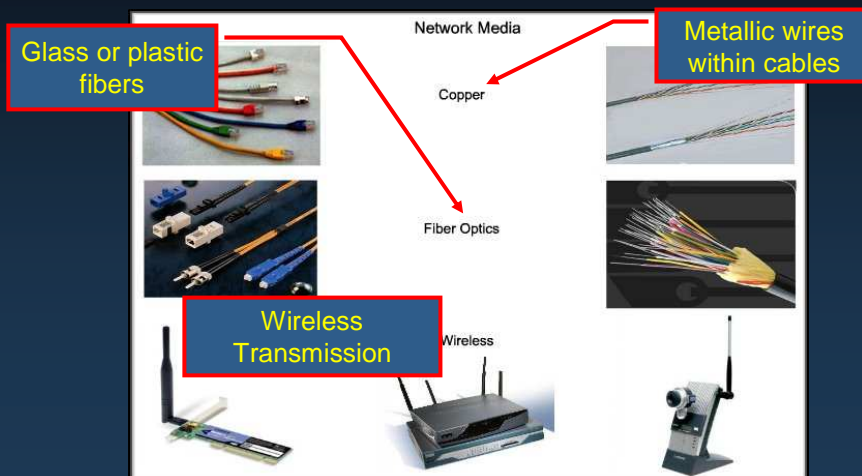 Network Media
Glass or plastic
fibers
Metallic wires
within cables
Copper
Fiber Optics
Wireless
Transmission
Wireless